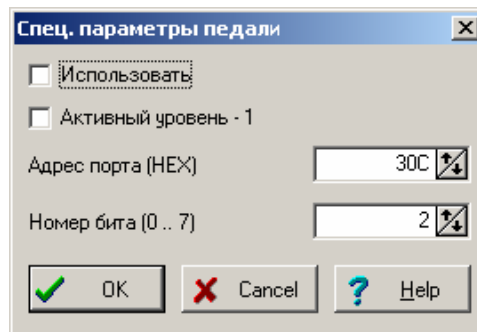 Спец. параметры педали
Использовать
Активный уровень - 1
Адрес порта (HEX) 30C
Номер бита (0 .. 7) 2
OK Cancel Help